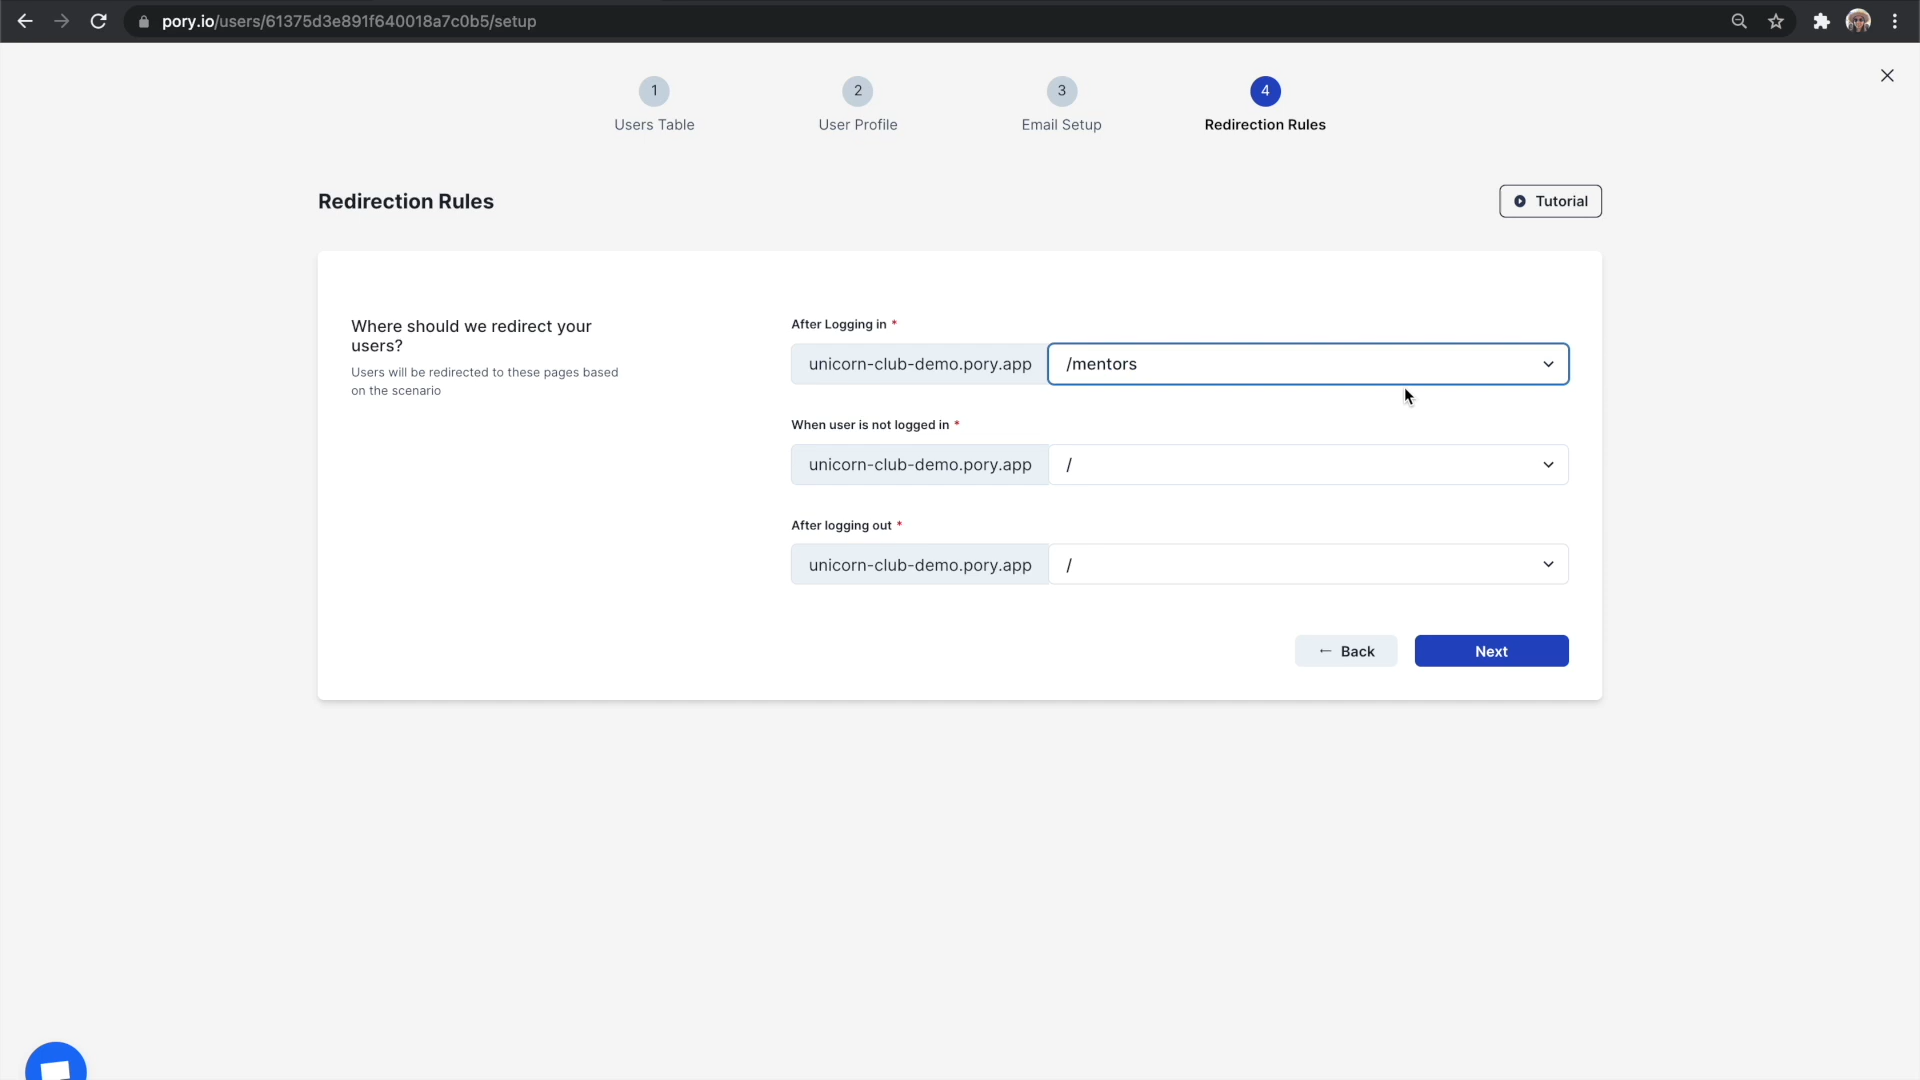 pory.io/users/61375d3e891f640018a7c0b5/setup
1
2
3
4
Users Table
User Profile
Email Setup
Redirection Rules
Redirection Rules
Tutorial
Where should we redirect your
users?
Users will be redirected to these pages based
on the scenario
After Logging in *
unicorn-club-demo.pory.app /mentors
When user is not logged in *
unicorn-club-demo.pory.app /
After logging out *
unicorn-club-demo.pory.app /
← Back
Next